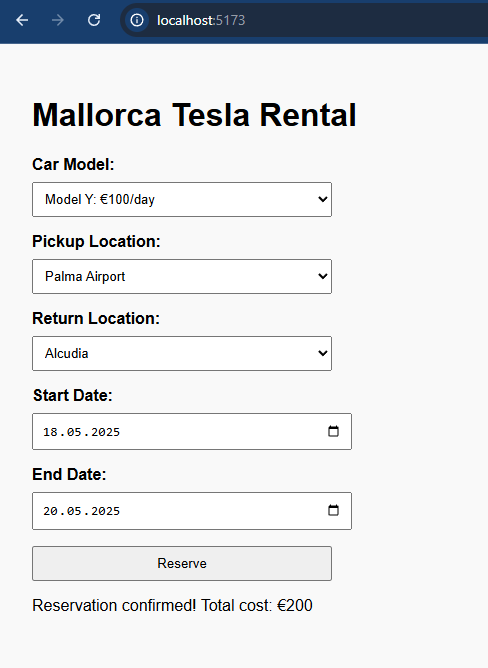 localhost:5173
Mallorca Tesla Rental
Car Model:
Model Y: €100/day
Pickup Location:
Palma Airport
Return Location:
Alcudia
Start Date:
18.05.2025
End Date:
20.05.2025
Reserve
Reservation confirmed! Total cost: €200